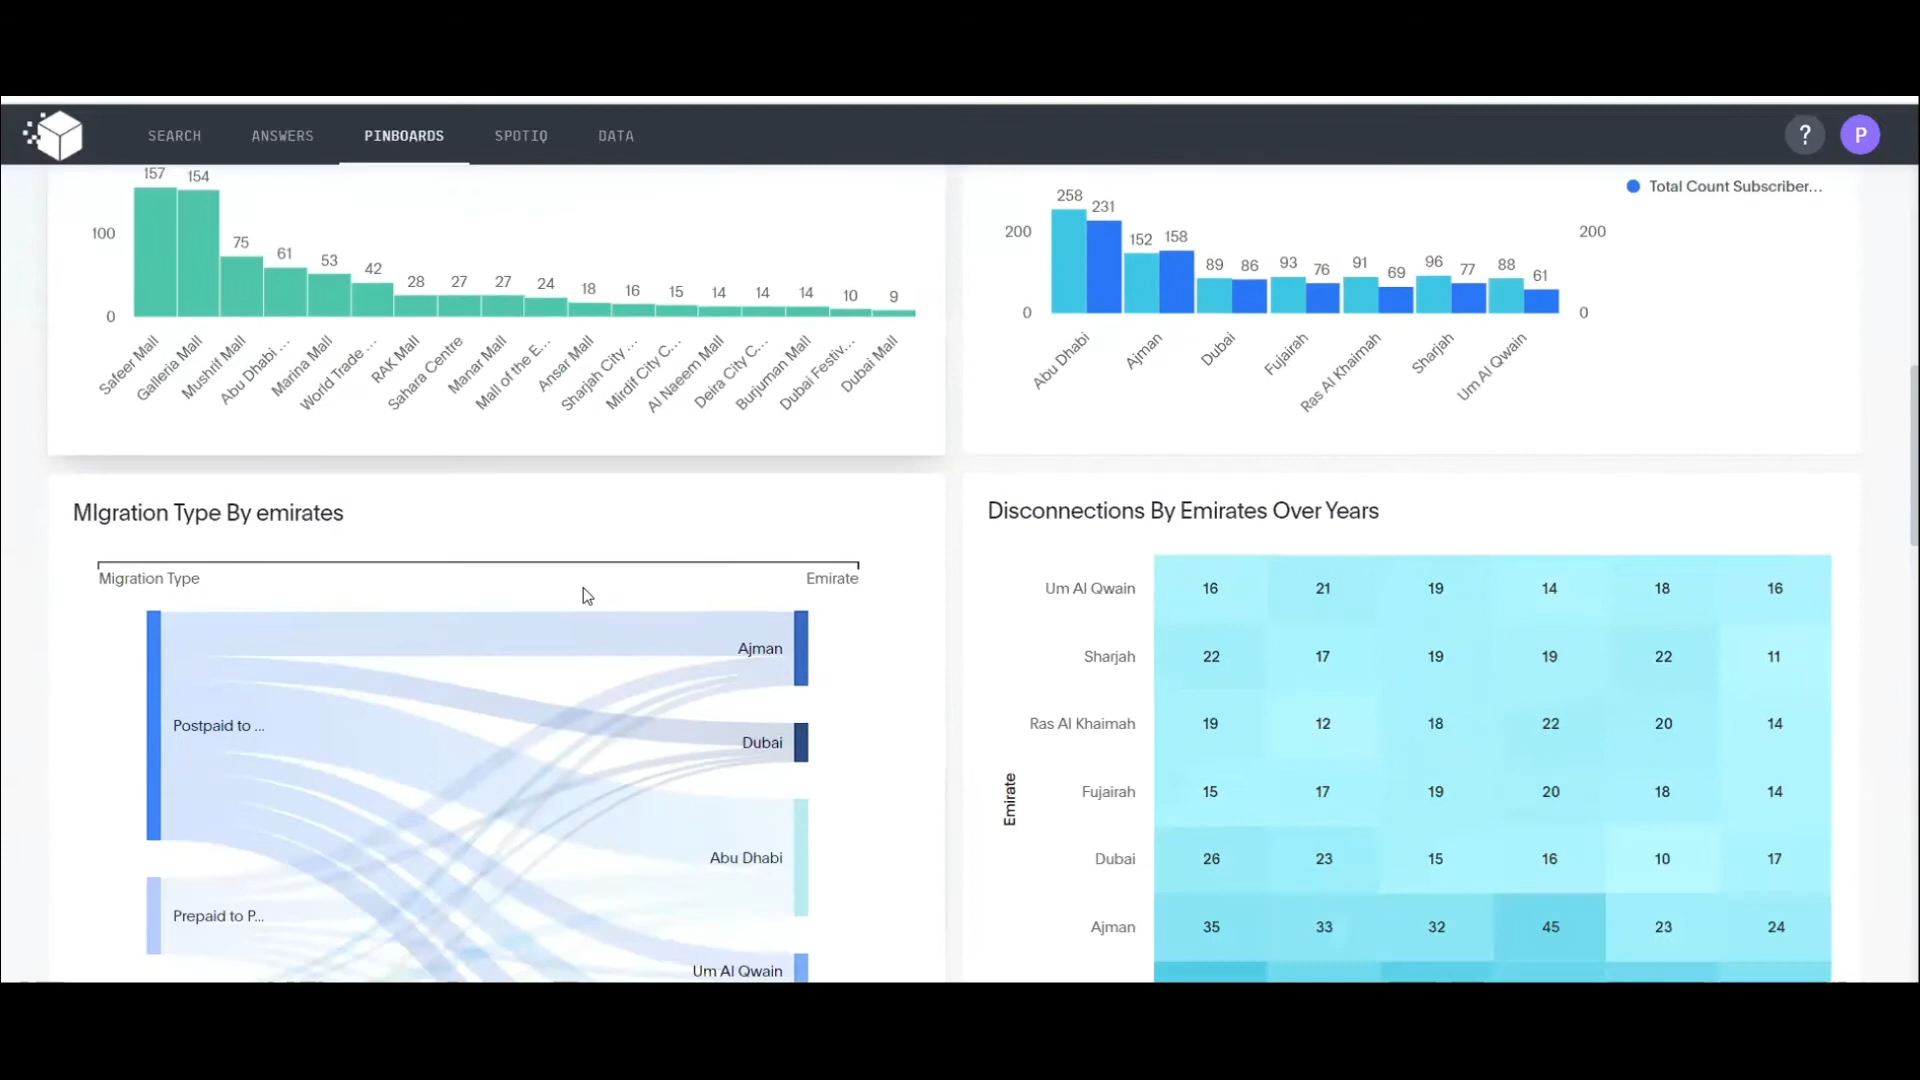 SEARCH ANSWERS PINBOARDS SPOTIQ DATA ? P
157 154 75 61 53 42 28 27 27 24 18 16 15 14 14 14 10 9
100
0
Safeer Mall Galleria Mall Mushrif Mall Abu Dhabi ... Marina Mall World Trade ... RAK Mall Sahara Centre Manar Mall Mall of the E... Ansar Mall Sharjah City ... Mirdif City C... Al Naeem Mall Deira City C... Burjuman Mall Dubai Festiv... Dubai Mall
Total Count Subscriber...
258 231 152 158 89 86 93 76 91 69 96 77 88 61
200 200
0 0
Abu Dhabi Ajman Dubai Fujairah Ras Al Khaimah Sharjah Um Al Qwain
MIgration Type By emirates
Migration Type Emirate
Ajman
Postpaid to ...
Dubai
Abu Dhabi
Prepaid to P...
Um Al Qwain
Disconnections By Emirates Over Years
Emirate
Um Al Qwain 16 21 19 14 18 16
Sharjah 22 17 19 19 22 11
Ras Al Khaimah 19 12 18 22 20 14
Fujairah 15 17 19 20 18 14
Dubai 26 23 15 16 10 17
Ajman 35 33 32 45 23 24